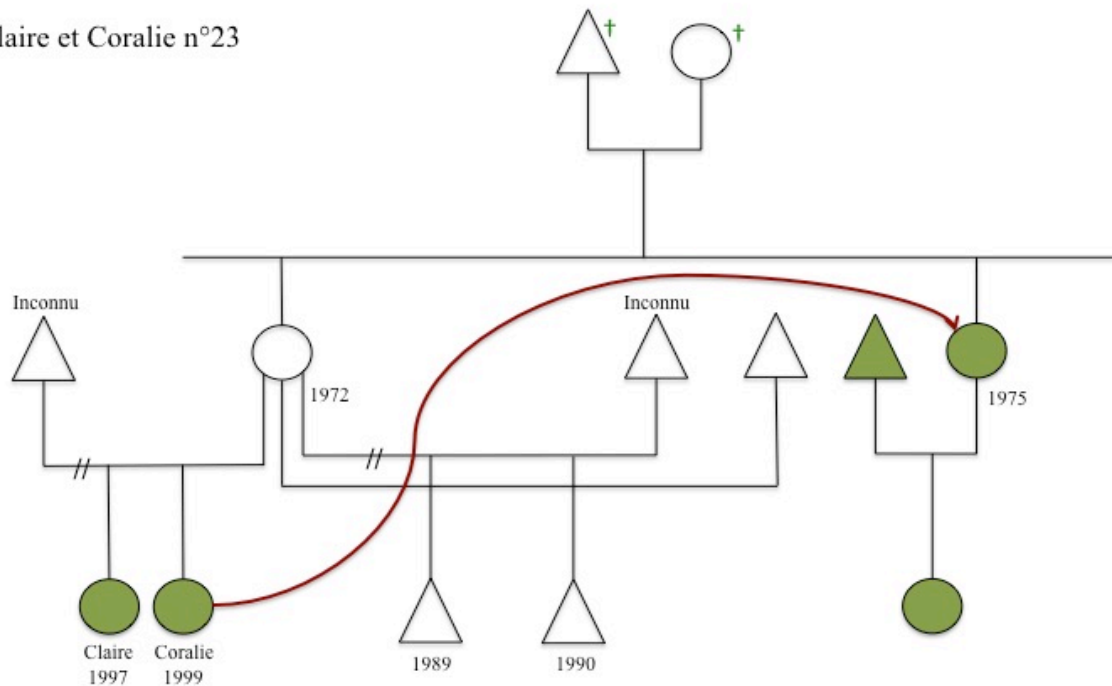 laire et Coralie n°23
†
†
Inconnu
Inconnu
1972
1975
Claire
1997
Coralie
1999
1989
1990